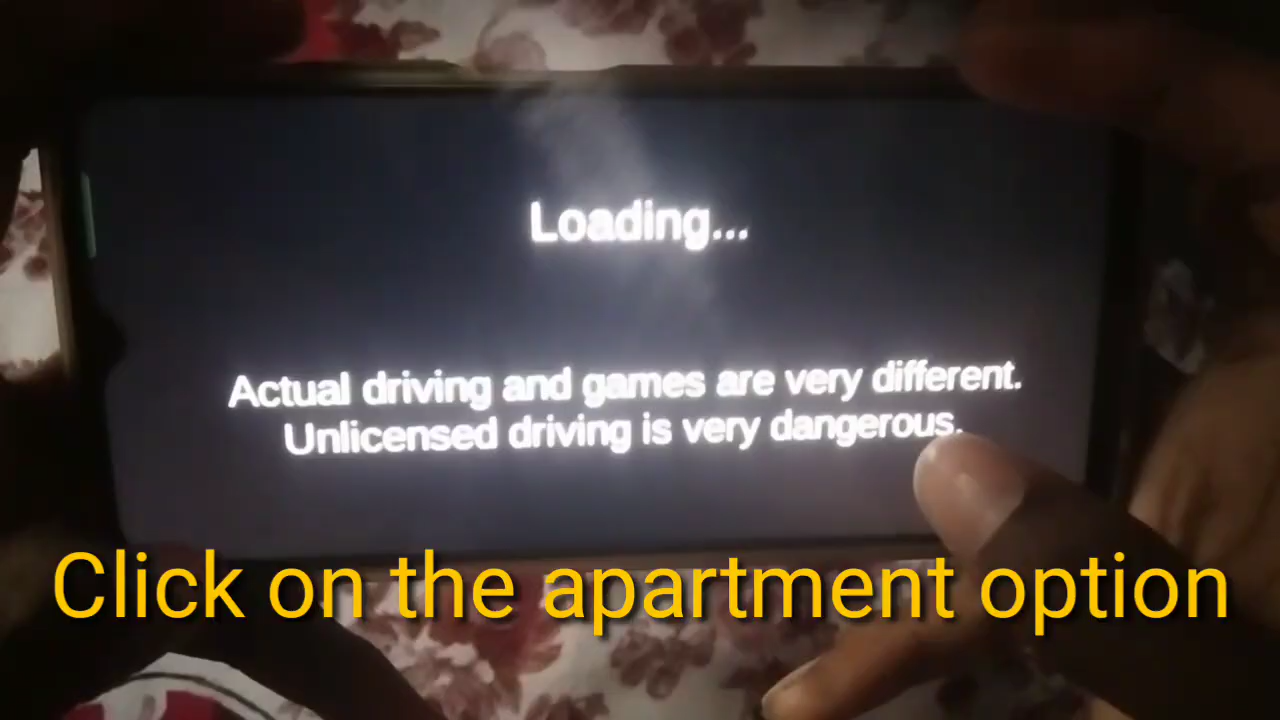 Loading...
Actual driving and games are very different.
Unlicensed driving is very dangerous.
Click on the apartment option